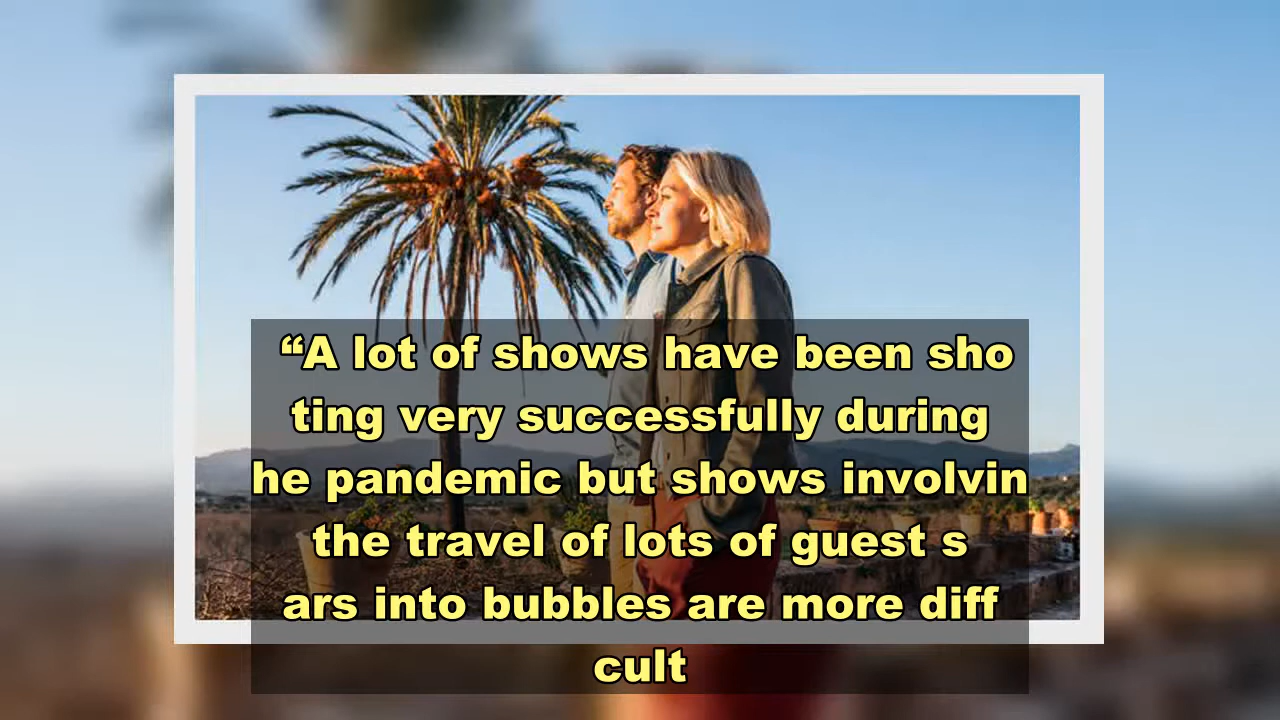 “A lot of shows have been sho
ting very successfully during
he pandemic but shows involvin
the travel of lots of guest s
ars into bubbles are more diff
cult